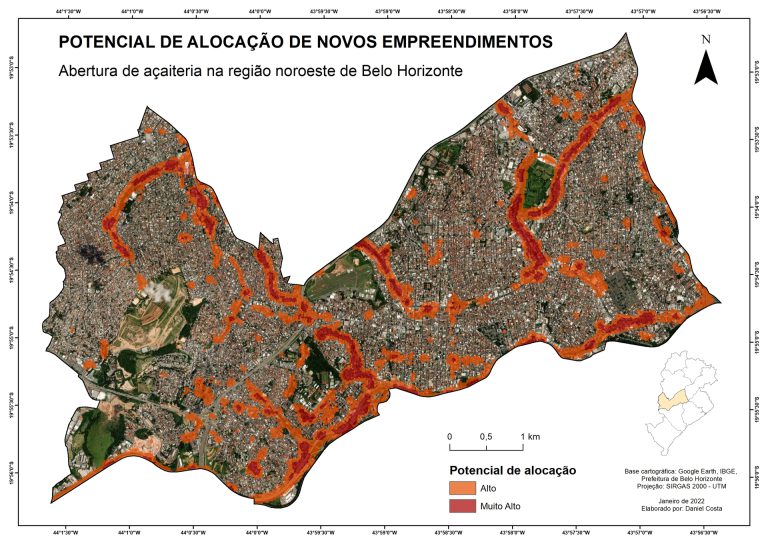 44°1'30"W 44°1'0"W 44°0'30"W 44°0'0"W 43°59'30"W 43°59'0"W 43°58'30"W 43°58'0"W 43°57'30"W 43°57'0"W 43°56'30"W
POTENCIAL DE ALOCAÇÃO DE NOVOS EMPREENDIMENTOS
Abertura de açaiteria na região noroeste de Belo Horizonte
N
19°53'0"S
19°53'30"S
19°54'0"S
19°54'30"S
19°55'0"S
19°55'30"S
19°56'0"S
0 0,5 1 km
Potencial de alocação
Alto
Muito Alto
Base cartográfica: Google Earth, IBGE,
Prefeitura de Belo Horizonte
Projeção: SIRGAS 2000 - UTM
Janeiro de 2022
Elaborado por: Daniel Costa
44°1'30"W 44°1'0"W 44°0'30"W 44°0'0"W 43°59'30"W 43°59'0"W 43°58'30"W 43°58'0"W 43°57'30"W 43°57'0"W 43°56'30"W